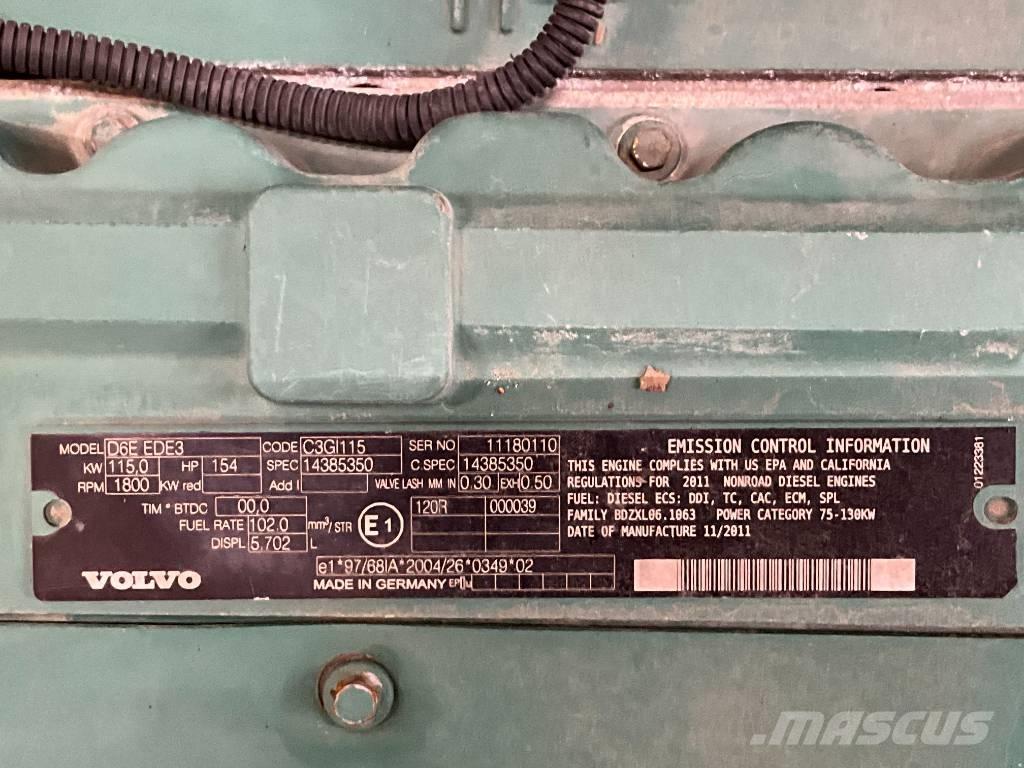 MODEL D6E EDE3 CODE C3GI115 SER NO 11180110
KW 115,0 HP 154 SPEC 14385350 C.SPEC 14385350
RPM 1800 KW red Add I VALVE LASH MM IN 0.30 EXH 0.50
TIM ° BTDC 00,0 120R 000039
FUEL RATE 102.0 mm³/STR E1
DISPL 5.702 L
e1*97/68IA*2004/26*0349*02
VOLVO MADE IN GERMANY
EMISSION CONTROL INFORMATION
THIS ENGINE COMPLIES WITH US EPA AND CALIFORNIA
REGULATIONS FOR 2011 NONROAD DIESEL ENGINES
FUEL: DIESEL ECS: DDI, TC, CAC, ECM, SPL
FAMILY BDZXL06.1063 POWER CATEGORY 75-130KW
DATE OF MANUFACTURE 11/2011
01223381
MASCUS